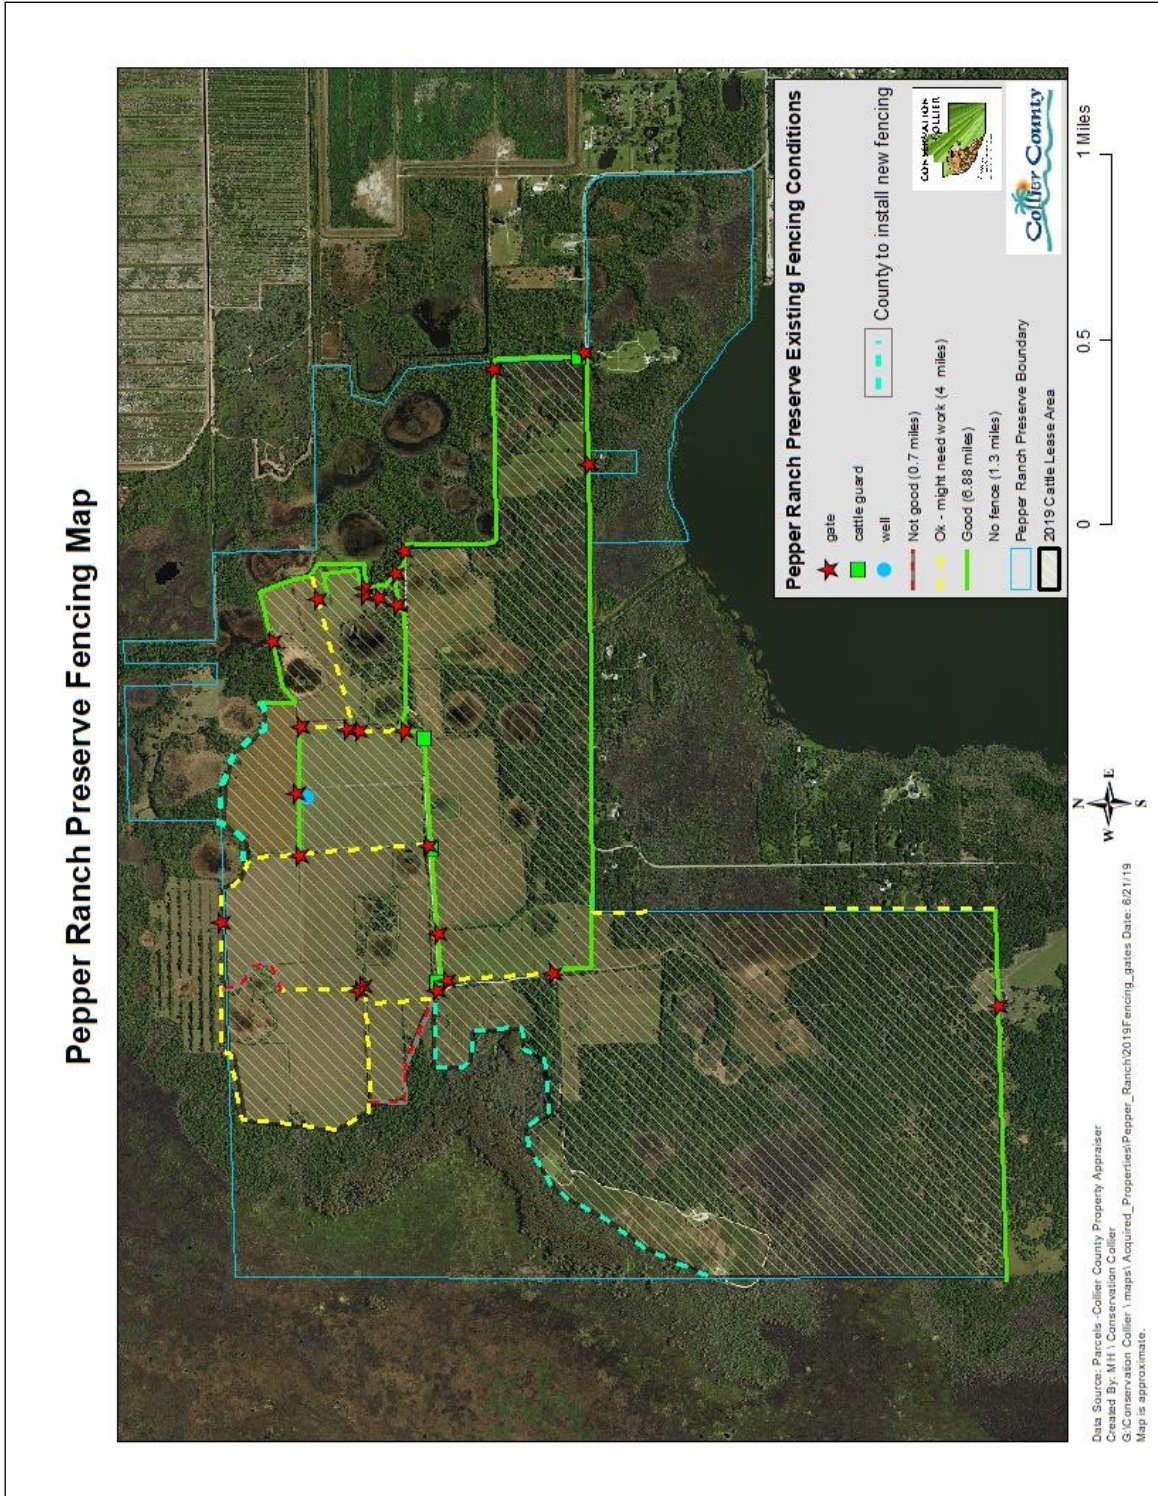 Pepper Ranch Preserve Fencing Map
Pepper Ranch Preserve Existing Fencing Conditions
gate
cattle guard
well
County to install new fencing
Not good (0.7 miles)
Ok - might need work (4 miles)
Good (6.88 miles)
No fence (1.3 miles)
Pepper Ranch Preserve Boundary
2019 Cattle Lease Area
COLLIER
Collier County
0
0.5
1 Miles
N
W
E
S
Data Source: Parcels -Collier County Property Appraiser
Created By: MH \ Conservation Collier
G:\Conservation Collier \ maps\ Acquired_Properties\Pepper_Ranch\2019Fencing_gates Date: 6/21/19
Map is approximate.